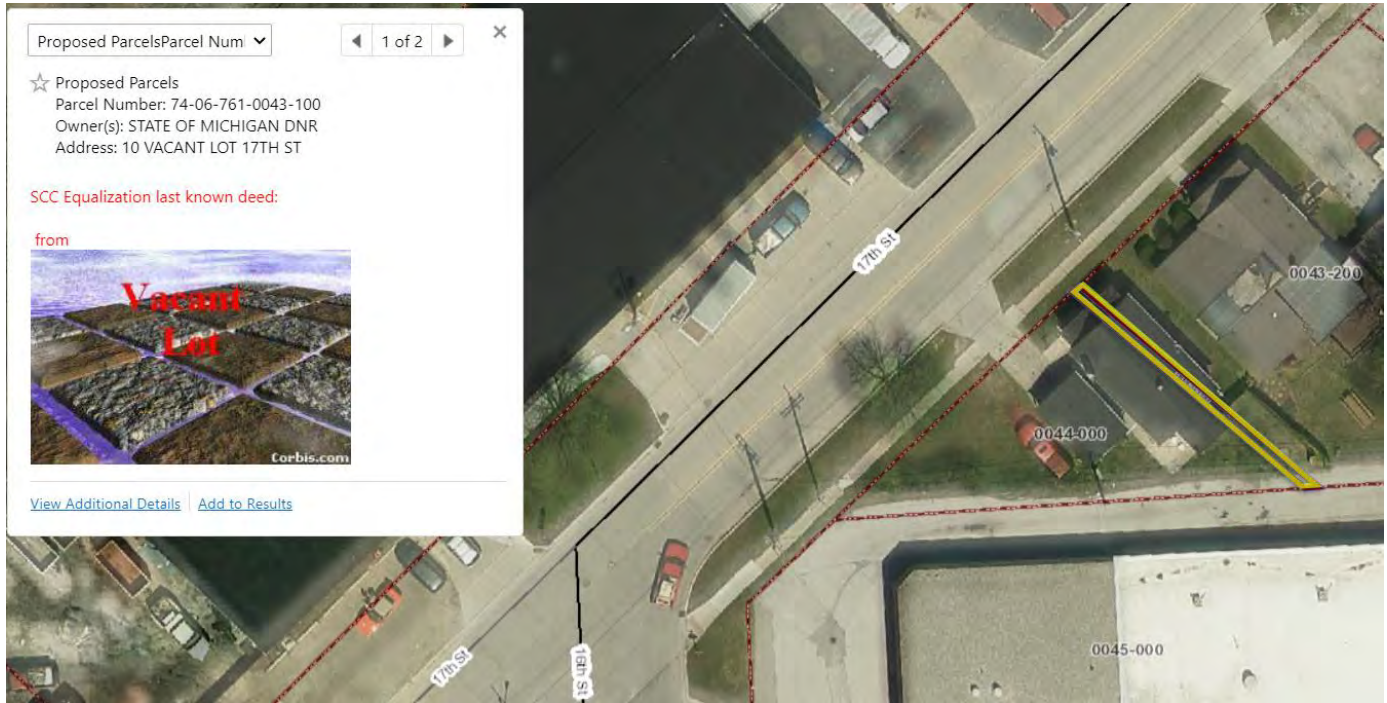 Proposed ParcelsParcel Num
1 of 2
Proposed Parcels
Parcel Number: 74-06-761-0043-100
Owner(s): STATE OF MICHIGAN DNR
Address: 10 VACANT LOT 17TH ST
SCC Equalization last known deed:
from
Vacant
Lot
Corbis.com
View Additional Details
Add to Results
17th St
0043-200
0044-000
0045-000
17th St
16th St